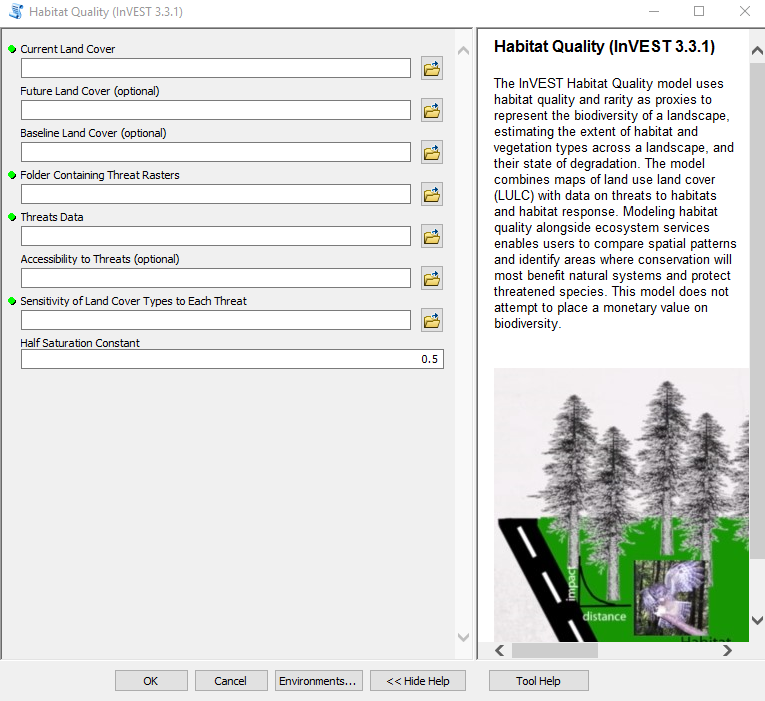 Habitat Quality (InVEST 3.3.1)
Current Land Cover
Future Land Cover (optional)
Baseline Land Cover (optional)
Folder Containing Threat Rasters
Threats Data
Accessibility to Threats (optional)
Sensitivity of Land Cover Types to Each Threat
Half Saturation Constant
0.5
Habitat Quality (InVEST 3.3.1)
The InVEST Habitat Quality model uses
habitat quality and rarity as proxies to
represent the biodiversity of a landscape,
estimating the extent of habitat and
vegetation types across a landscape, and
their state of degradation. The model
combines maps of land use land cover
(LULC) with data on threats to habitats
and habitat response. Modeling habitat
quality alongside ecosystem services
enables users to compare spatial patterns
and identify areas where conservation will
most benefit natural systems and protect
threatened species. This model does not
attempt to place a monetary value on
biodiversity.
impact
distance
Habitat
OK
Cancel
Environments...
<< Hide Help
Tool Help